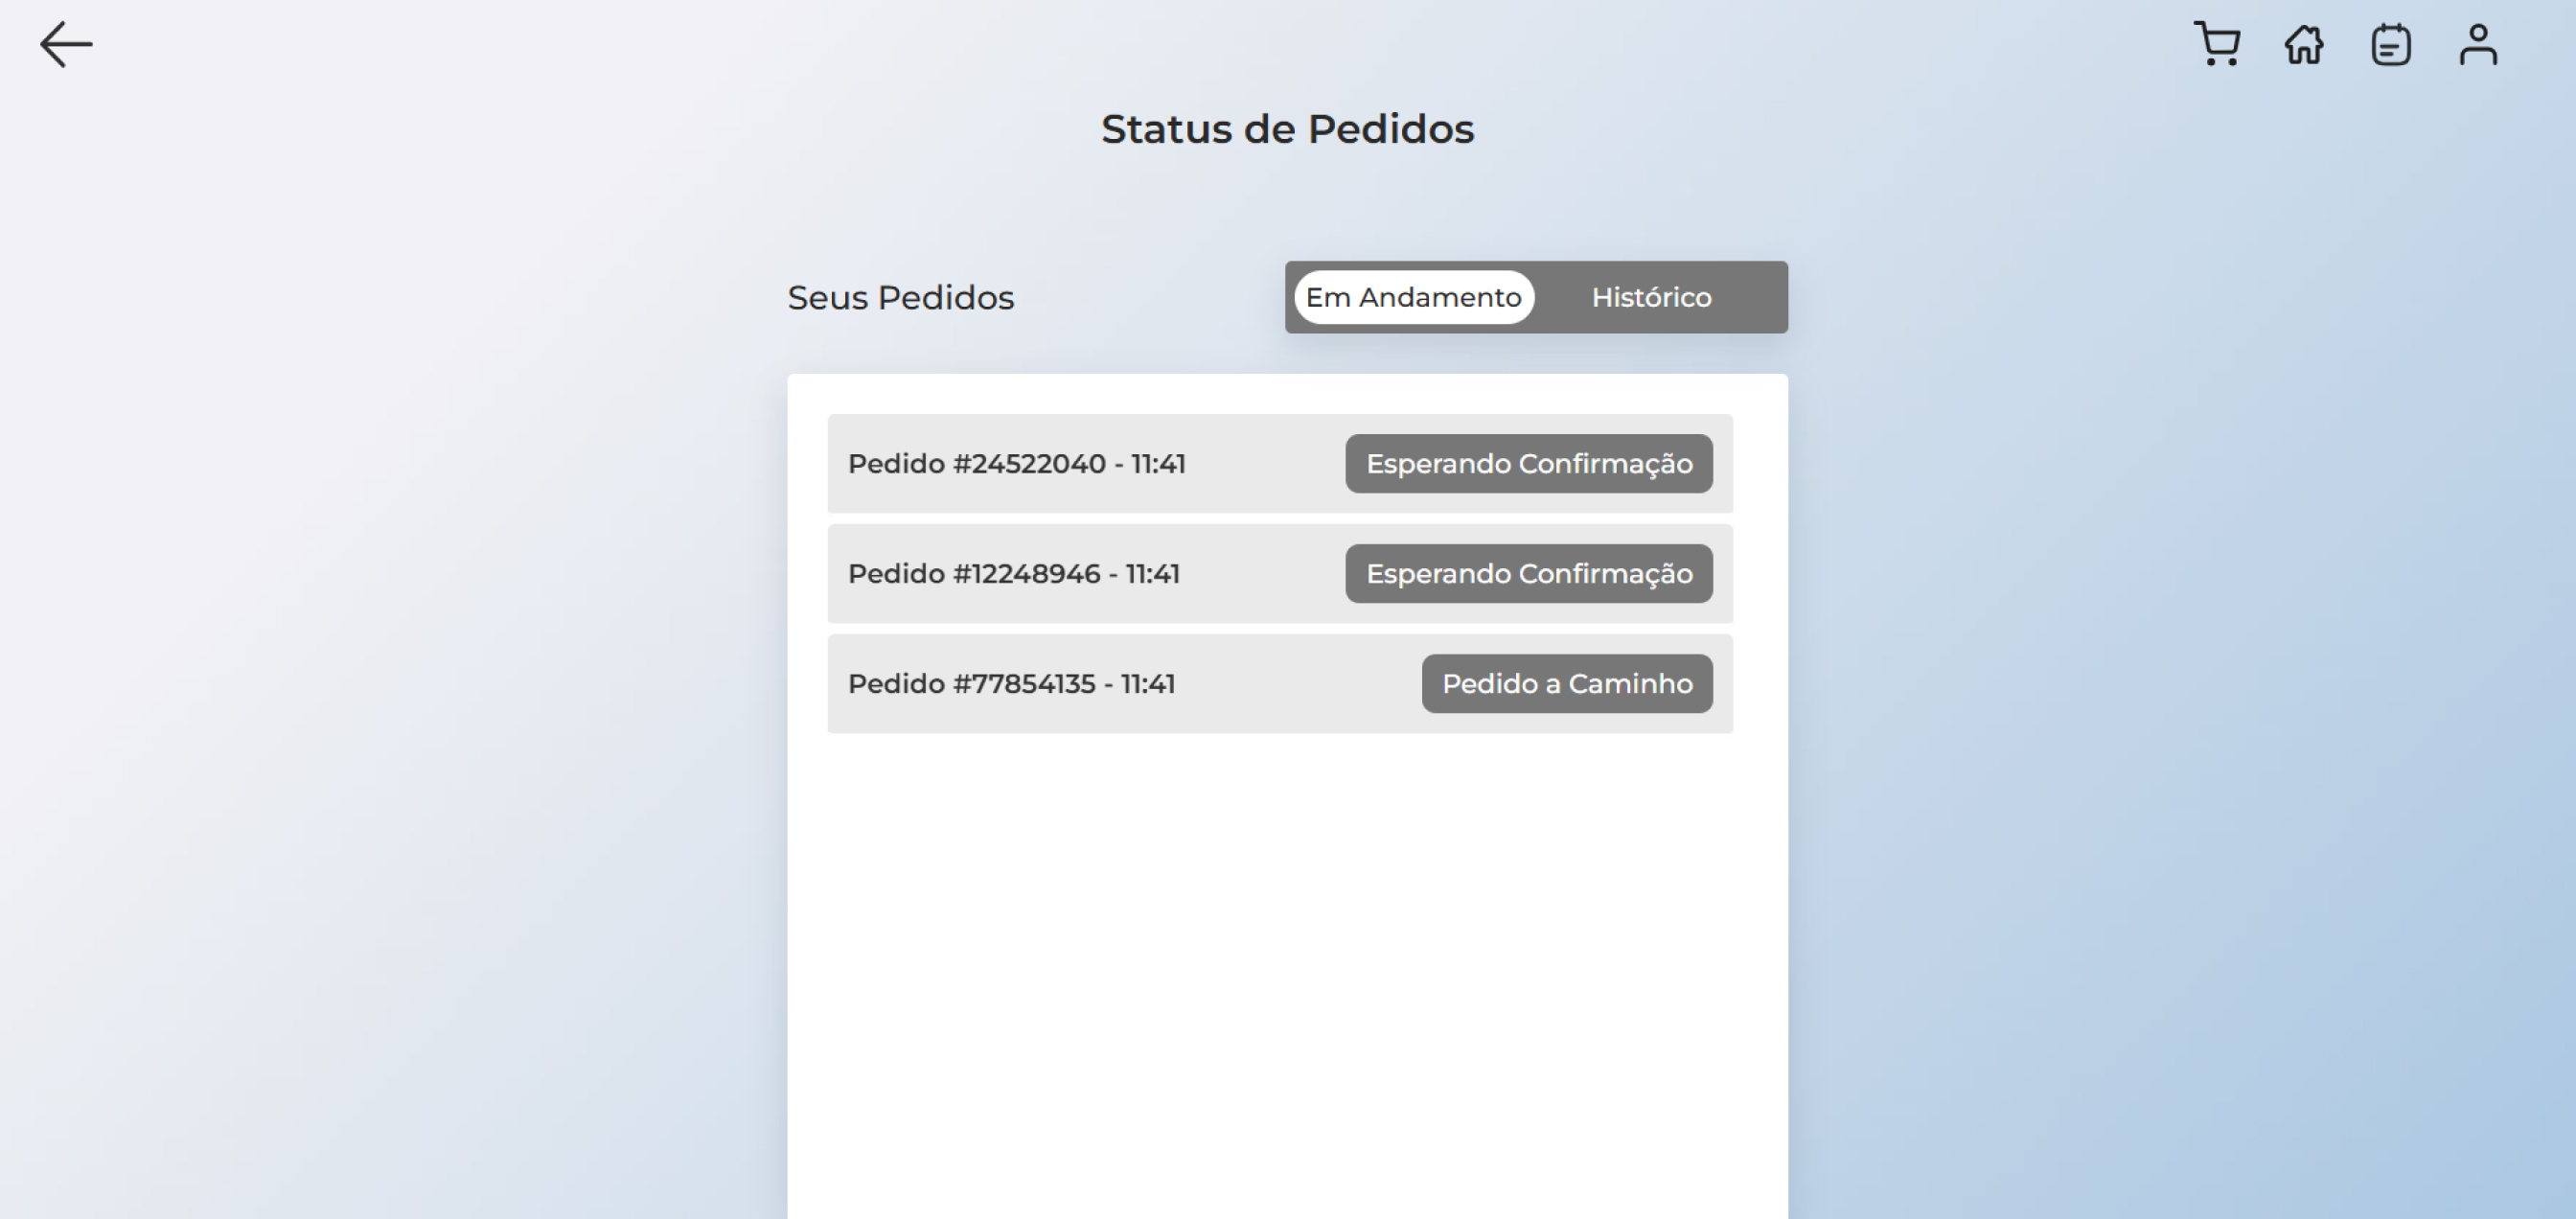 Status de Pedidos
Seus Pedidos
Em Andamento
Histórico
Pedido #24522040 - 11:41
Esperando Confirmação
Pedido #12248946 - 11:41
Esperando Confirmação
Pedido #77854135 - 11:41
Pedido a Caminho